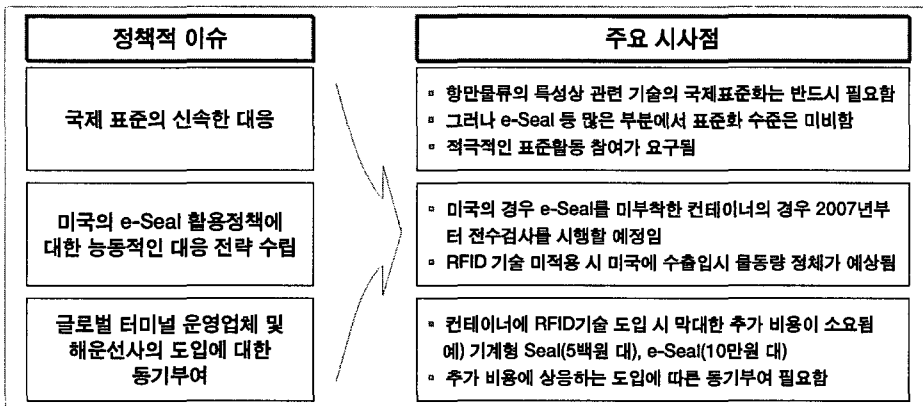 정책적 이슈
주요 시사점
국제 표준의 신속한 대응
▫ 항만물류의 특성상 관련 기술의 국제표준화는 반드시 필요함
▫ 그러나 e-Seal 등 많은 부분에서 표준화 수준은 미비함
▫ 적극적인 표준활동 참여가 요구됨
미국의 e-Seal 활용정책에
대한 능동적인 대응 전략 수립
▫ 미국의 경우 e-Seal를 미부착한 컨테이너의 경우 2007년부
터 전수검사를 시행할 예정임
▫ RFID 기술 미적용 시 미국에 수출입시 물동량 정체가 예상됨
글로벌 터미널 운영업체 및
해운선사의 도입에 대한
동기부여
▫ 컨테이너에 RFID기술 도입 시 막대한 추가 비용이 소요됨
예) 기계형 Seal(5백원 대), e-Seal(10만원 대)
▫ 추가 비용에 상응하는 도입에 따른 동기부여 필요함